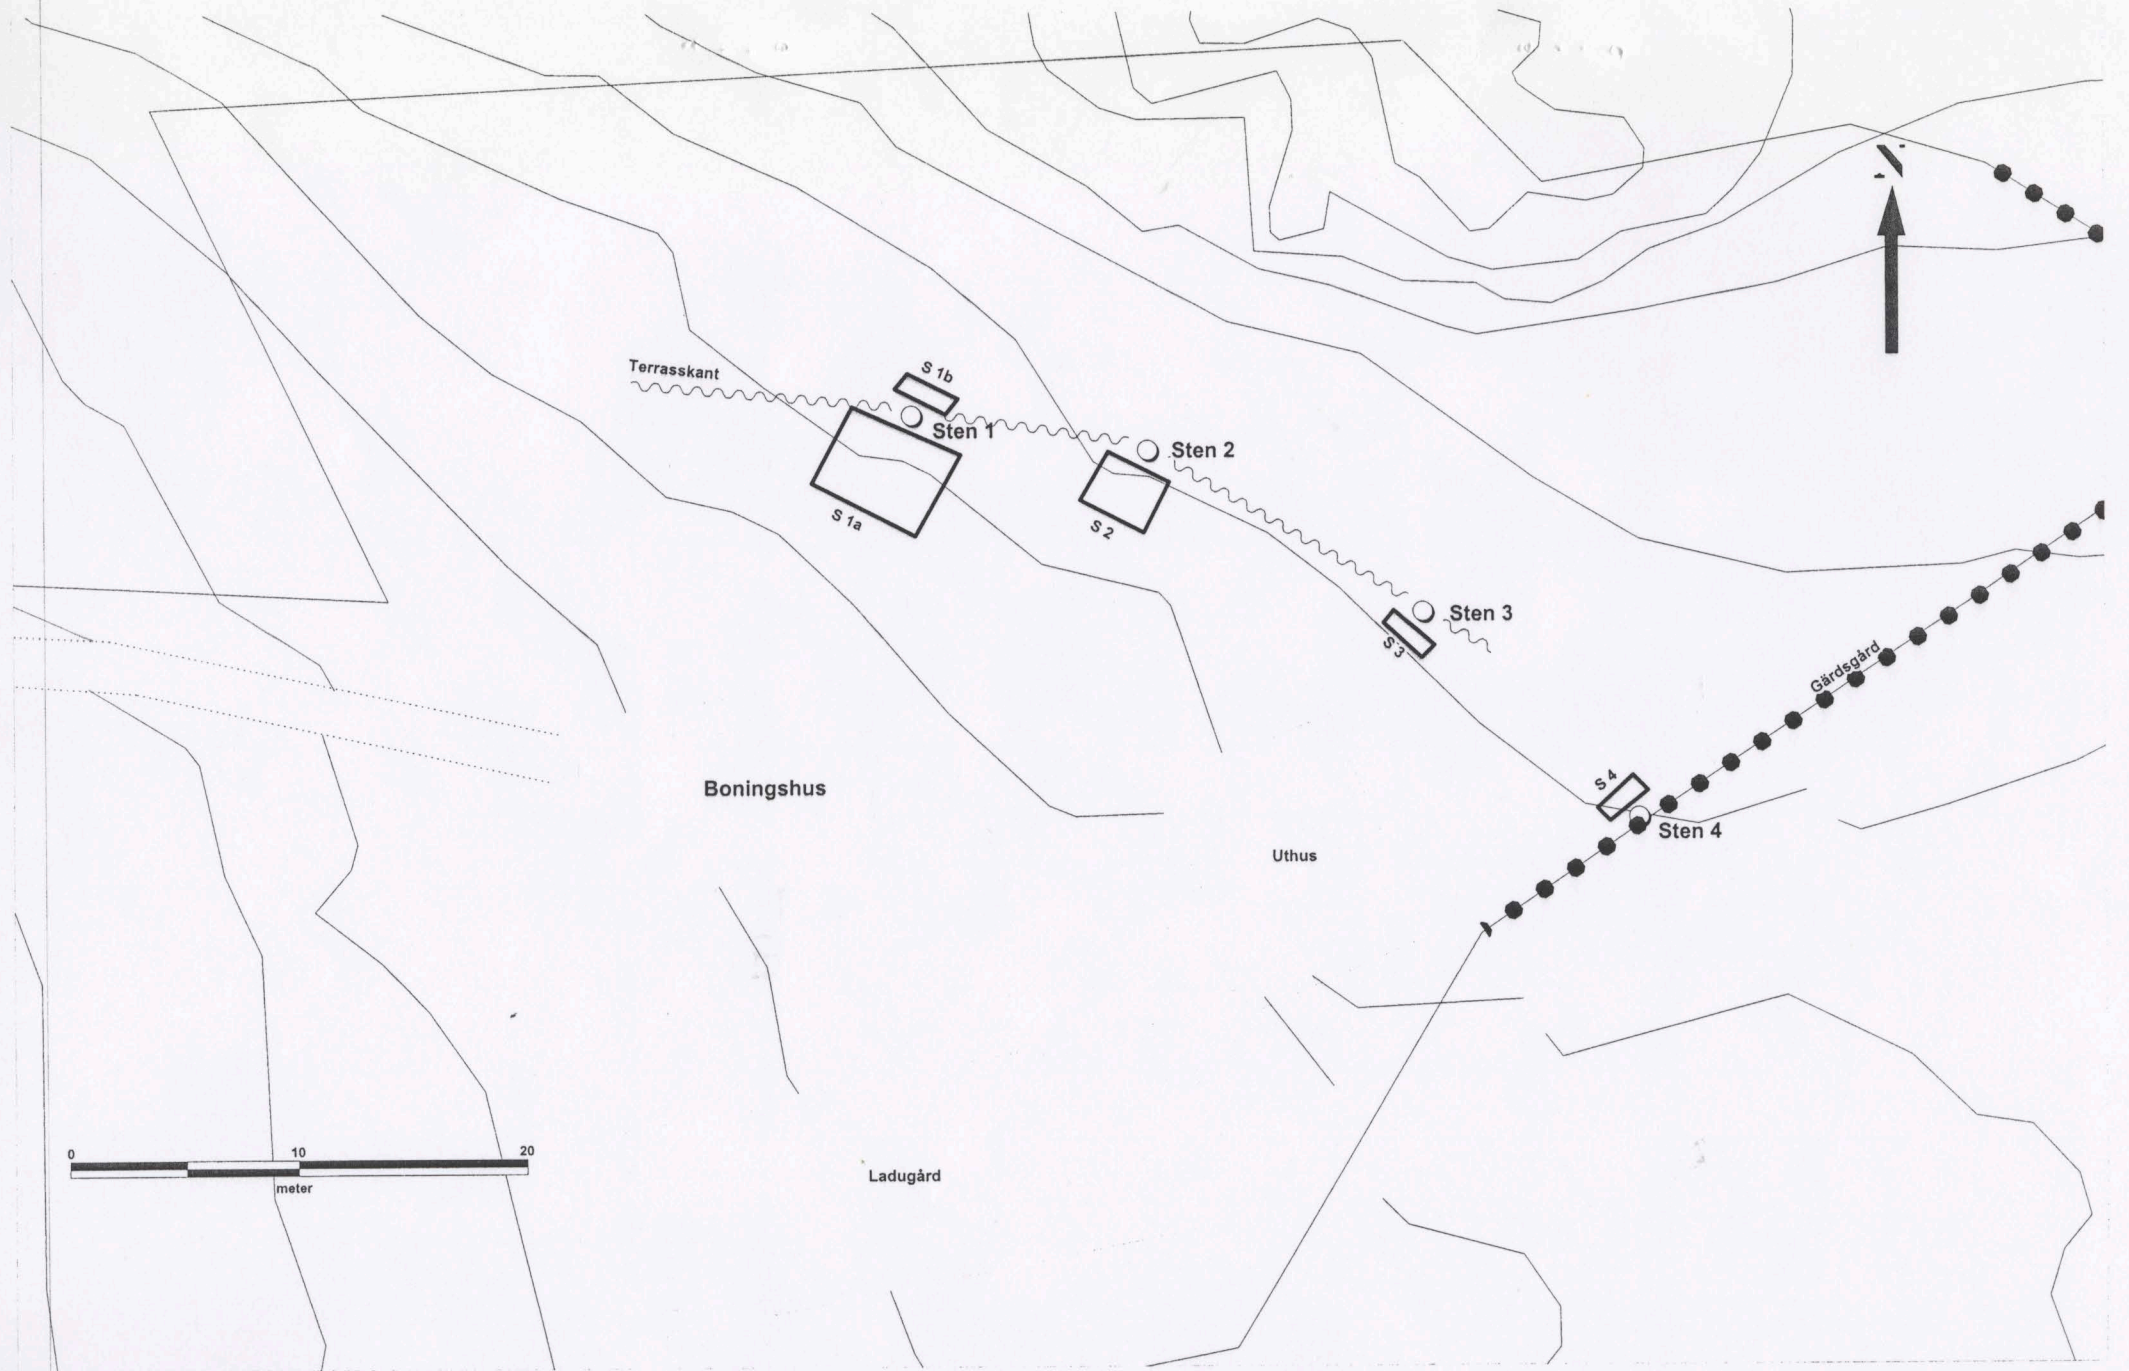 N
Terrasskant
S 1b
Sten 1
Sten 2
S 1a
S 2
Sten 3
S 3
Gärdsgård
S 4
Sten 4
Boningshus
Uthus
0 10 20
meter
Ladugård